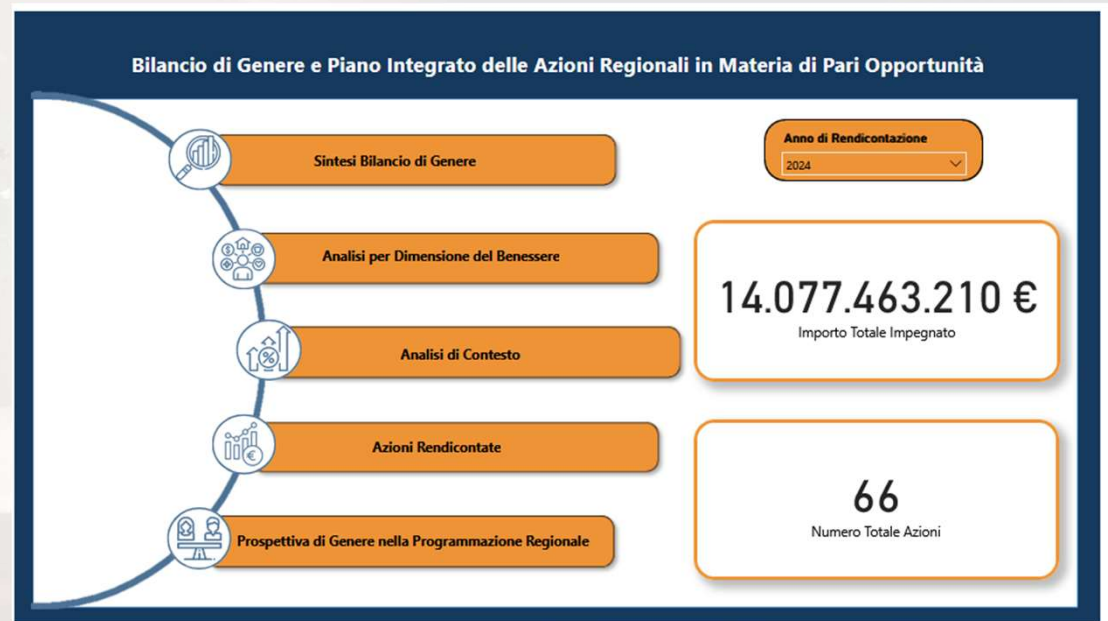 Bilancio di Genere e Piano Integrato delle Azioni Regionali in Materia di Pari Opportunità
Sintesi Bilancio di Genere
Anno di Rendicontazione
2024
Analisi per Dimensione del Benessere
14.077.463.210 €
Importo Totale Impegnato
Analisi di Contesto
Azioni Rendicontate
66
Numero Totale Azioni
Prospettiva di Genere nella Programmazione Regionale